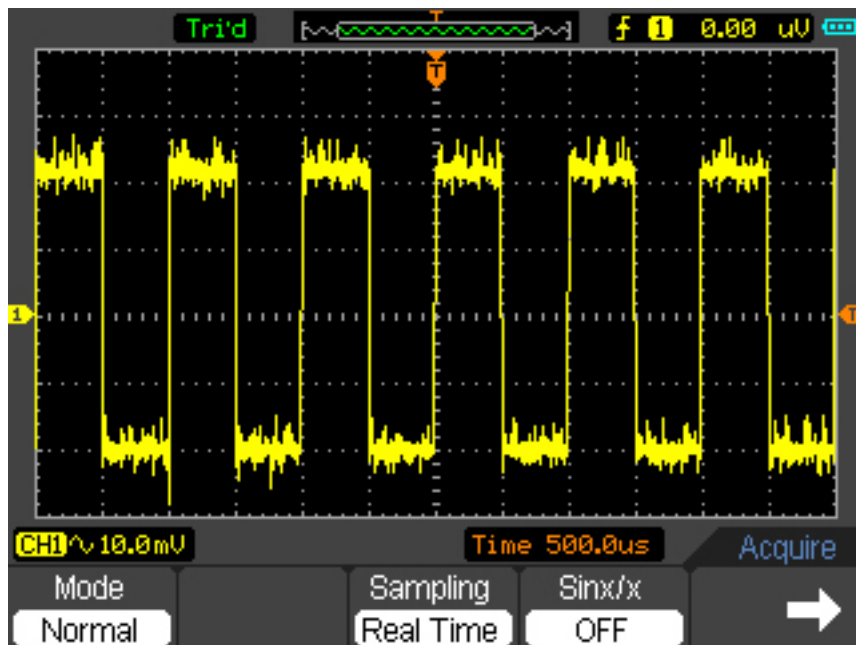 Tri'd T 1 0.00 uV
T
1 T
CH1 10.0mV Time 500.0us Acquire
Mode Sampling Sinx/x
Normal Real Time OFF